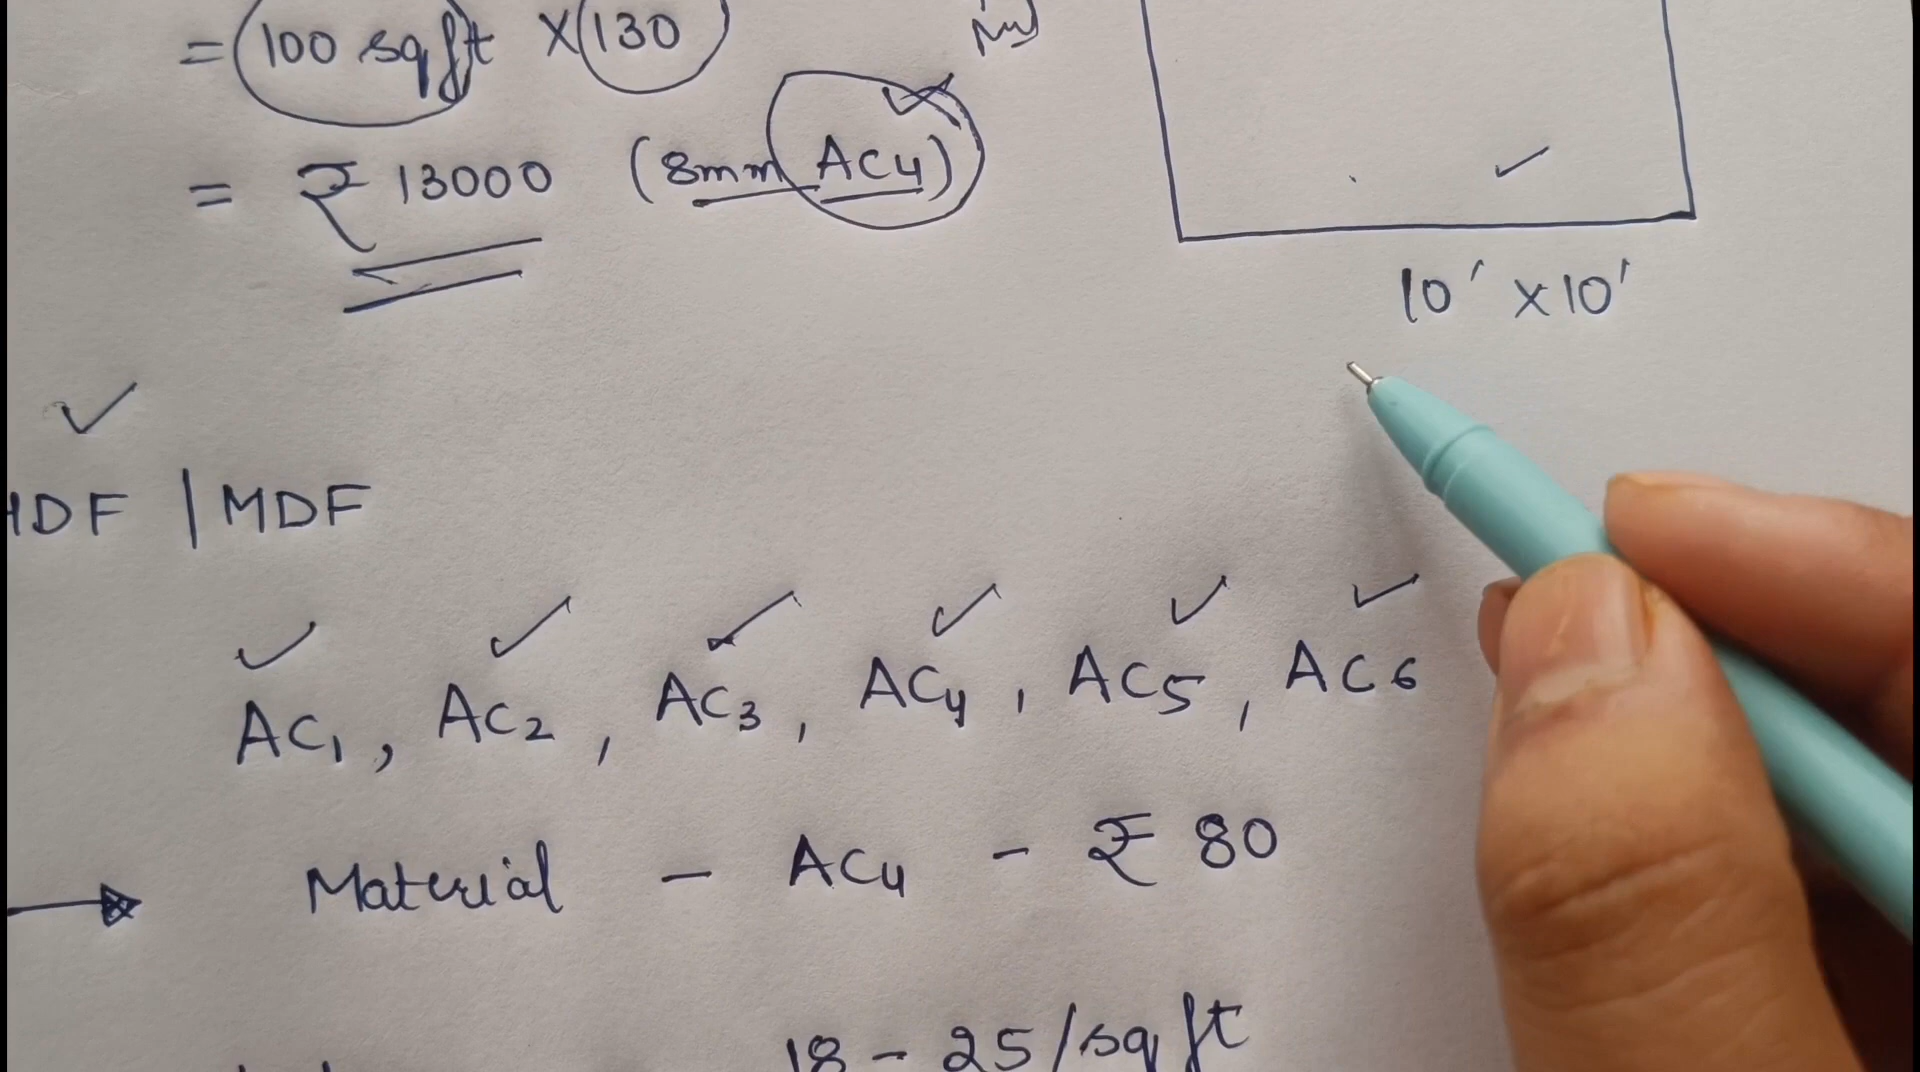 = 100 sqft X 130
= ₹ 13000 (8mm AC4)
10' x 10'
HDF | MDF
AC1, AC2, AC3, AC4, AC5, AC6
Material - AC4 - ₹ 80
18 - 25/sqft